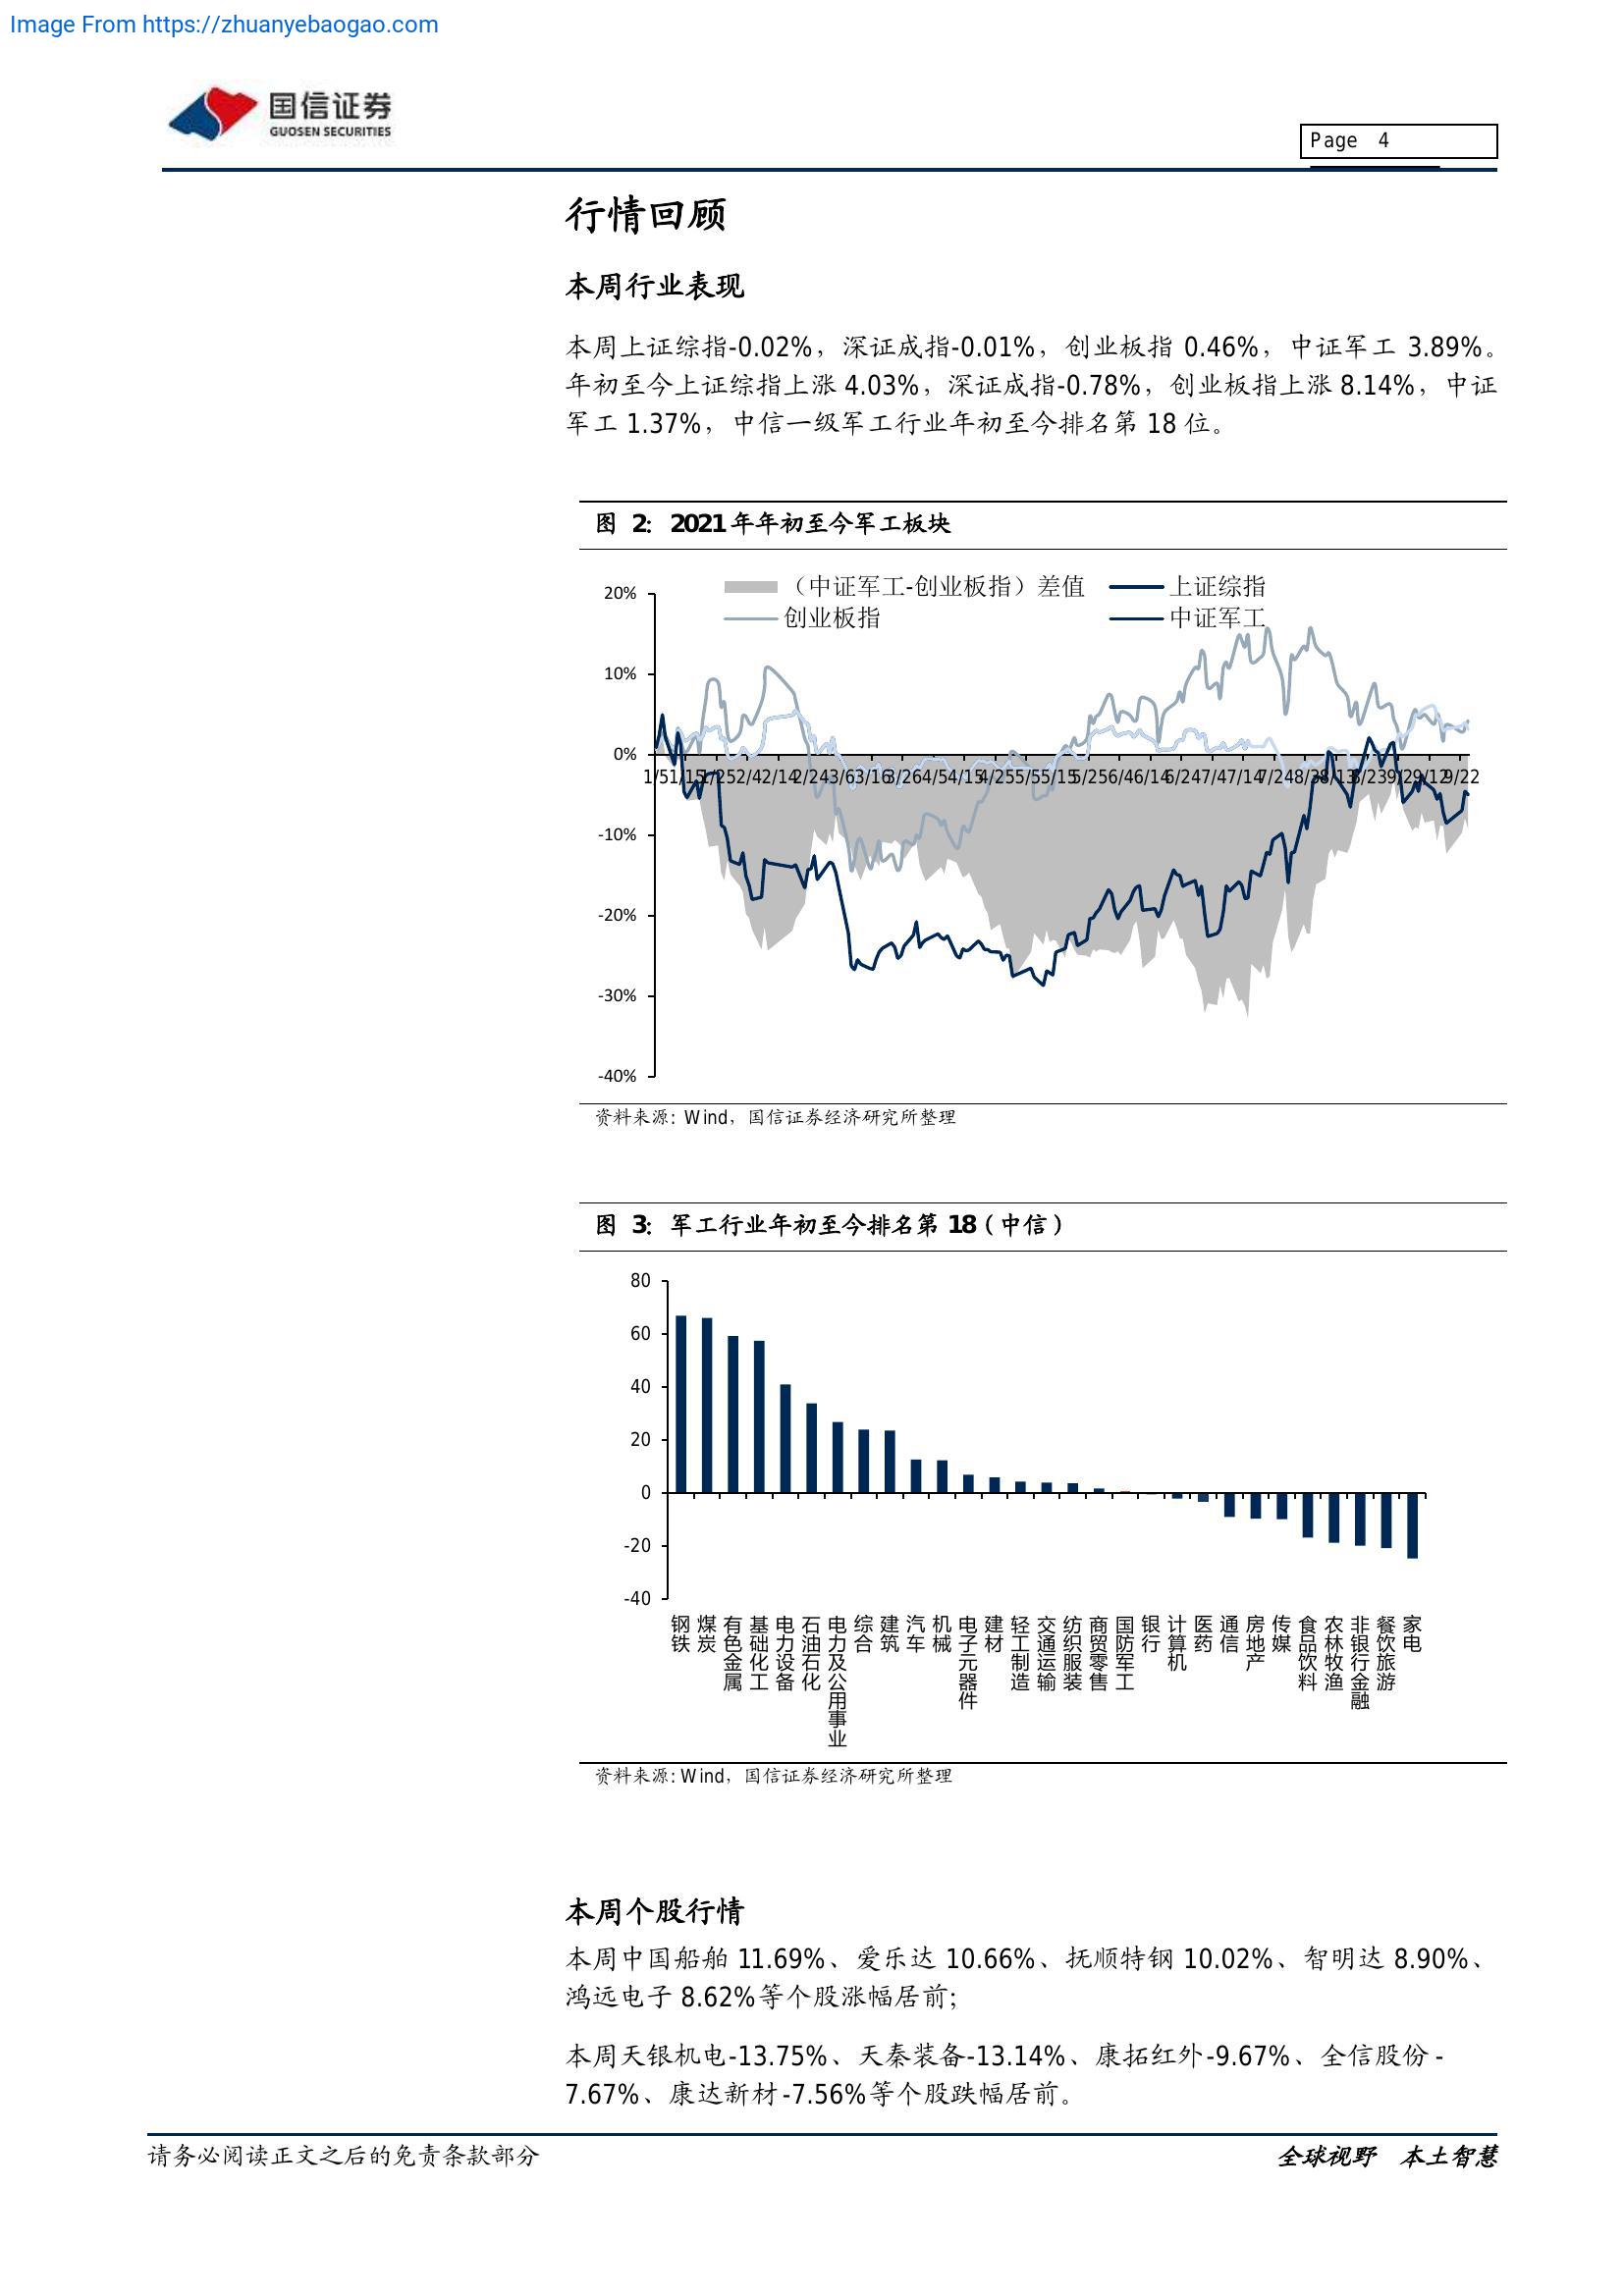 Image From https://zhuanyebaogao.com
国信证券
GUOSEN SECURITIES
Page 4
行情回顾
本周行业表现
本周上证综指-0.02%，深证成指-0.01%，创业板指 0.46%，中证军工 3.89%。
年初至今上证综指上涨 4.03%，深证成指-0.78%，创业板指上涨 8.14%，中证
军工 1.37%，中信一级军工行业年初至今排名第 18 位。
图 2：2021 年年初至今军工板块
（中证军工-创业板指）差值
上证综指
创业板指
中证军工
20%
10%
0%
-10%
-20%
-30%
-40%
1/5 1/15 1/25 2/4 2/14 2/24 3/6 3/16 3/26 4/5 4/15 4/25 5/5 5/15 5/25 6/4 6/14 6/24 7/4 7/14 7/24 8/3 8/13 8/23 9/2 9/12 9/22
资料来源：Wind，国信证券经济研究所整理
图 3：军工行业年初至今排名第 18（中信）
80
60
40
20
0
-20
-40
钢铁
煤炭
有色金属
基础化工
电力设备
石油石化
电力及公用事业
综合
建筑
汽车
机械
电子元器件
建材
轻工制造
交通运输
纺织服装
商贸零售
国防军工
银行
计算机
医药
通信
房地产
传媒
食品饮料
农林牧渔
非银行金融
餐饮旅游
家电
资料来源：Wind，国信证券经济研究所整理
本周个股行情
本周中国船舶 11.69%、爱乐达 10.66%、抚顺特钢 10.02%、智明达 8.90%、
鸿远电子 8.62%等个股涨幅居前；
本周天银机电-13.75%、天秦装备-13.14%、康拓红外-9.67%、全信股份 -
7.67%、康达新材 -7.56%等个股跌幅居前。
请务必阅读正文之后的免责条款部分
全球视野 本土智慧